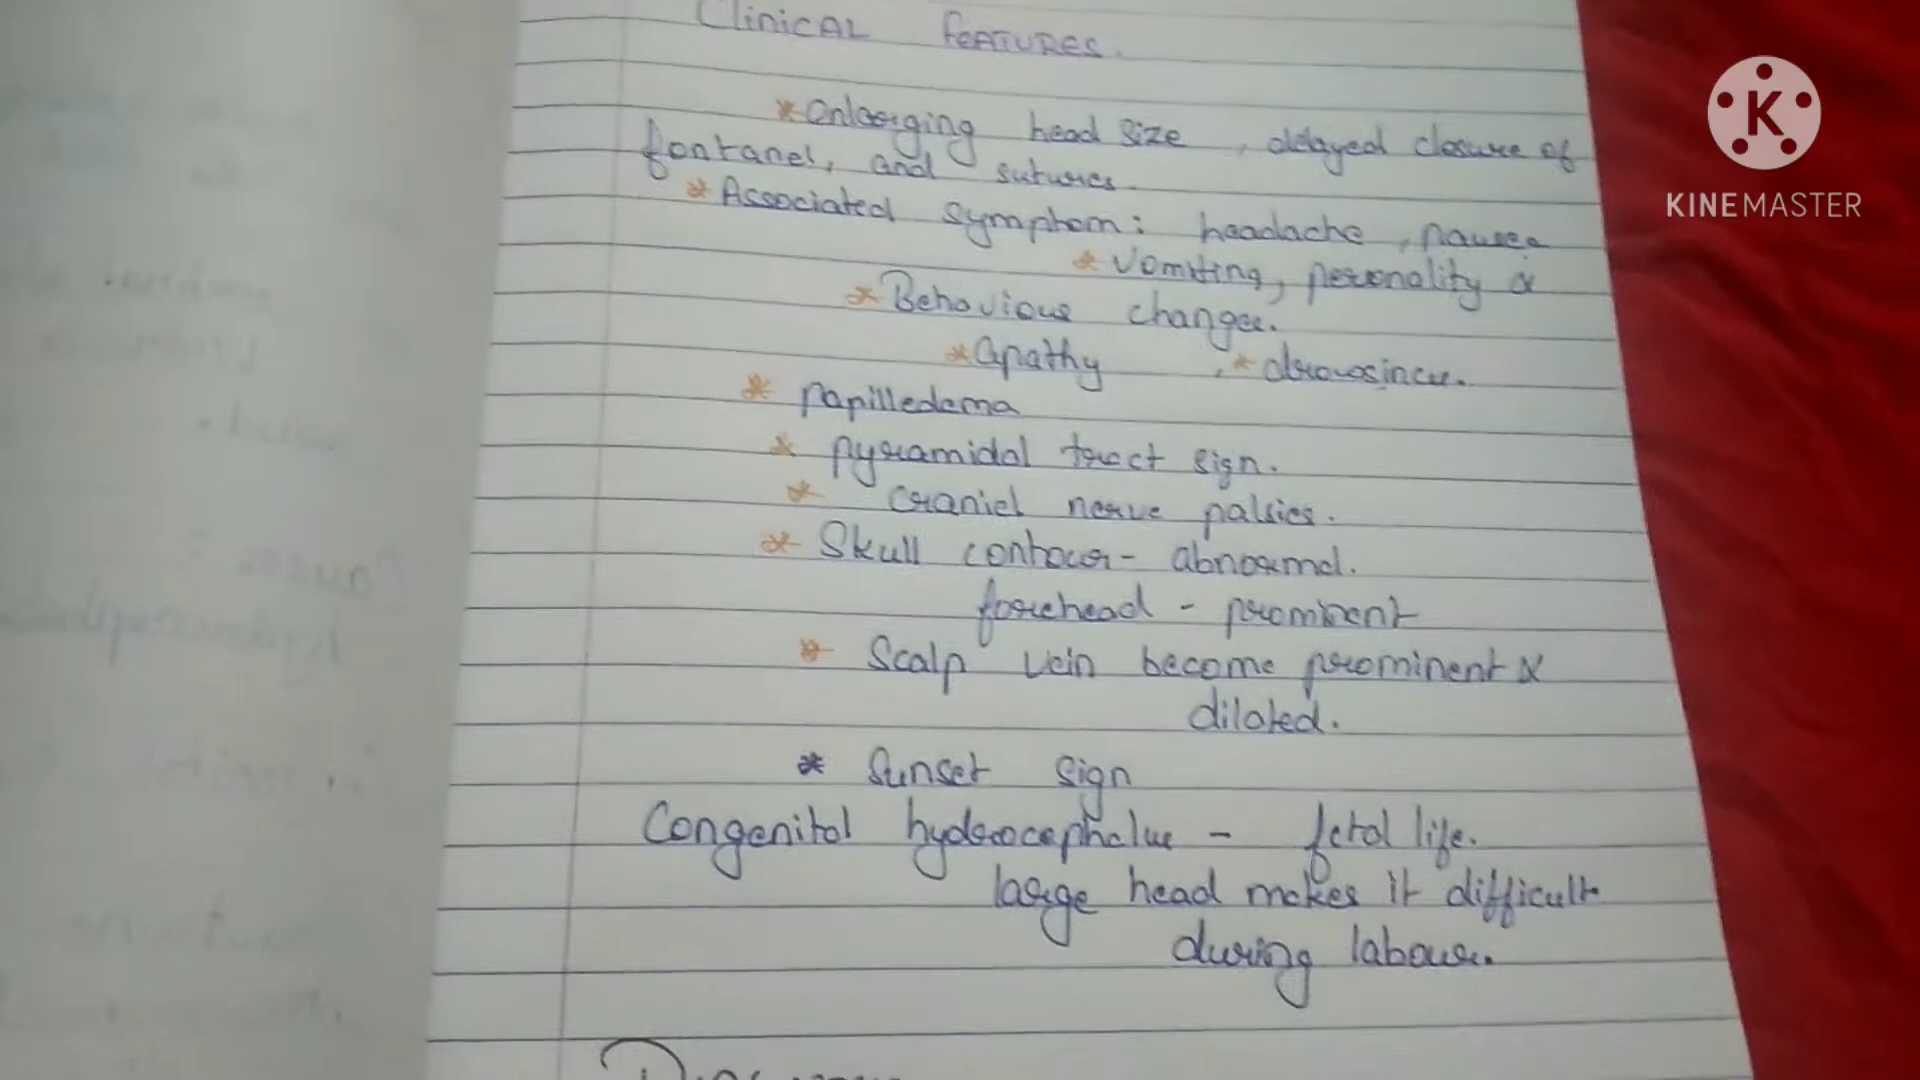 Clinical Features.
* Enlarging head size, delayed closure of
fontanel, and sutures.
* Associated symptom: headache, nausea
* Vomiting, personality &
* Behaviour changes.
* Apathy, * drowsiness.
* Papilledema
* pyramidal tract sign.
* Cranial nerve palsies.
* Skull contour - abnormal.
forehead - prominent
* Scalp vein become prominent &
dilated.
* Sunset sign
Congenital hydrocephalus - fetal life.
large head makes it difficult
during labour.
K
KINEMASTER